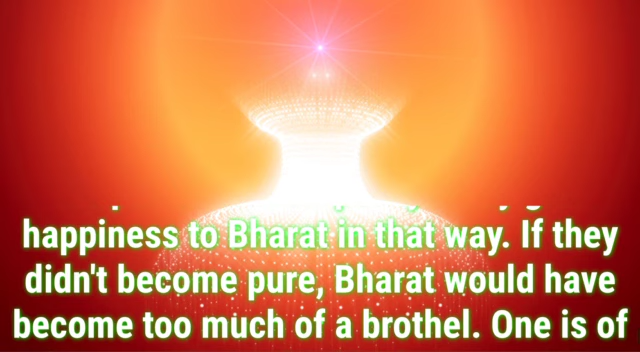 happiness to Bharat in that way. If they
didn't become pure, Bharat would have
become too much of a brothel. One is of